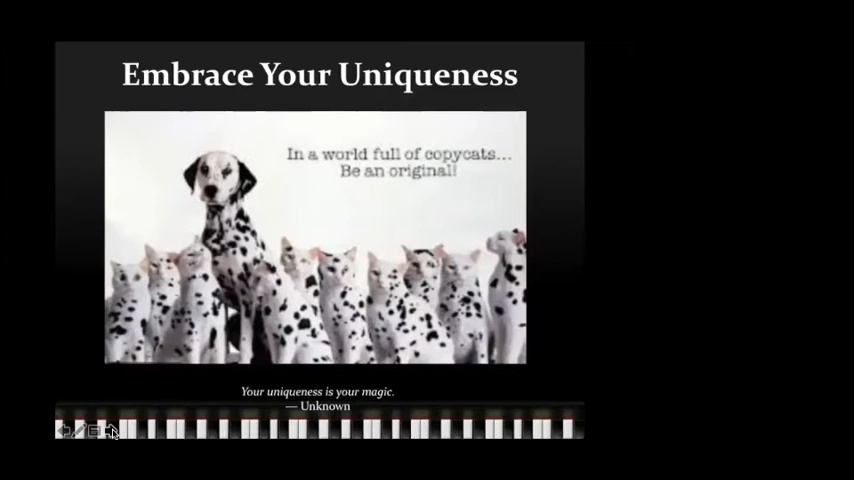 Embrace Your Uniqueness
In a world full of copycats...
Be an original!
Your uniqueness is your magic.
— Unknown